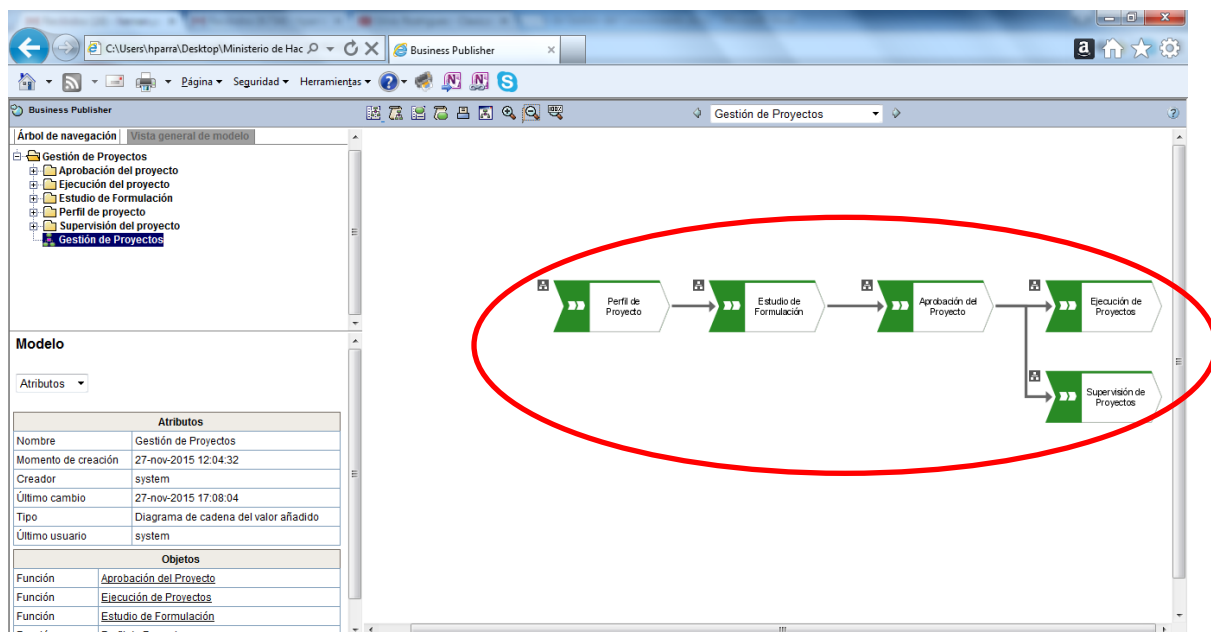 C:\Users\hparra\Desktop\Ministerio de Hac
Business Publisher
Página
Seguridad
Herramientas
Business Publisher
Gestión de Proyectos
Árbol de navegación
Vista general de modelo
Gestión de Proyectos
Aprobación del proyecto
Ejecución del proyecto
Estudio de Formulación
Perfil de proyecto
Supervisión del proyecto
Gestión de Proyectos
Perfil de
Proyecto
Estudio de
Formulación
Aprobación del
Proyecto
Ejecución de
Proyectos
Supervisión de
Proyectos
Modelo
Atributos
Atributos
Nombre Gestión de Proyectos
Momento de creación 27-nov-2015 12:04:32
Creador system
Último cambio 27-nov-2015 17:08:04
Tipo Diagrama de cadena del valor añadido
Último usuario system
Objetos
Función Aprobación del Proyecto
Función Ejecución de Proyectos
Función Estudio de Formulación